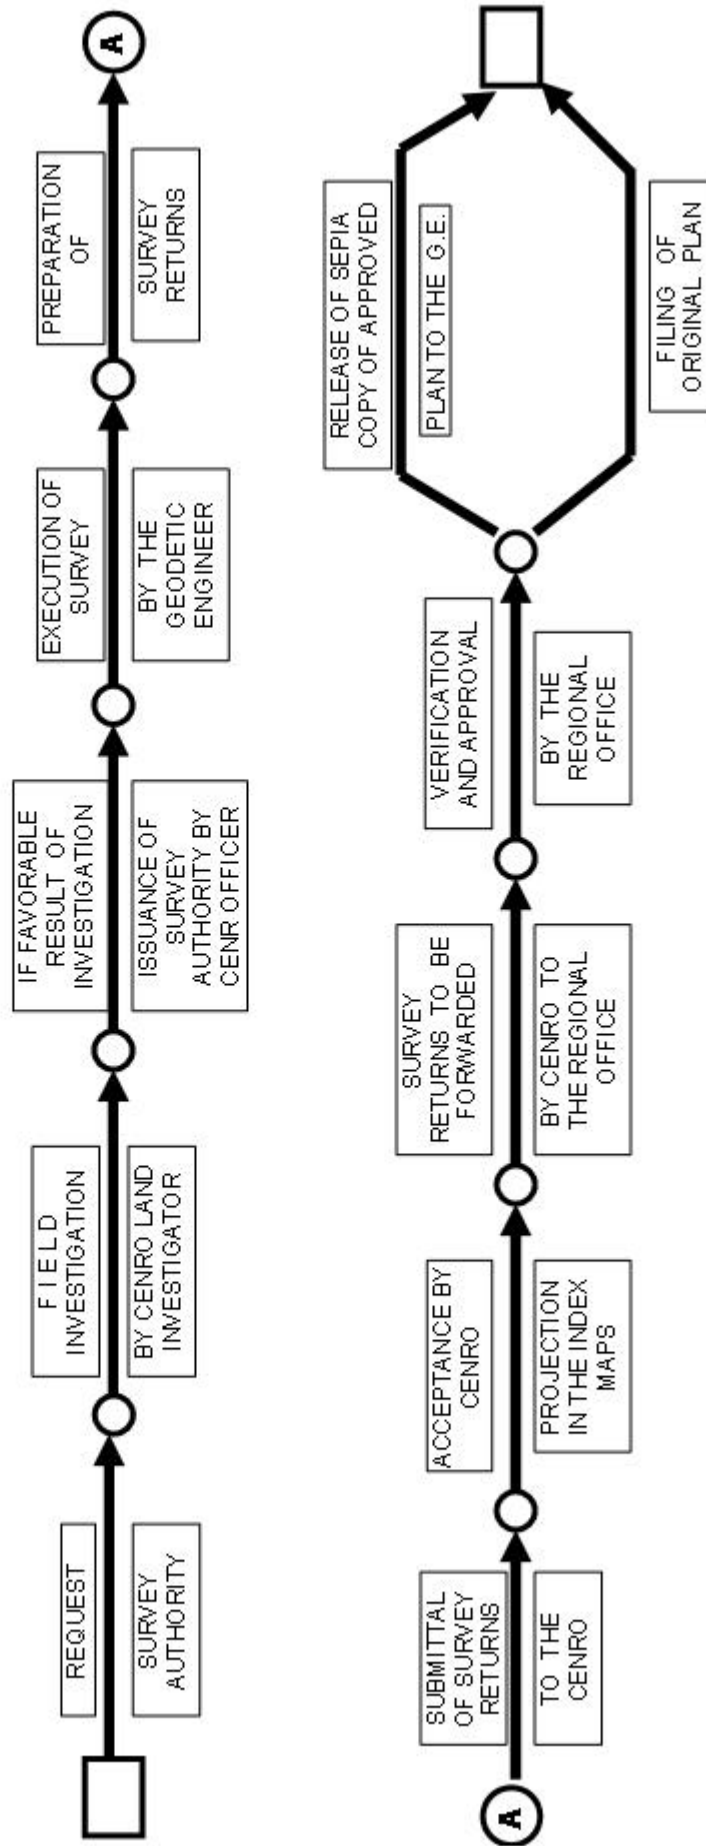 REQUEST
SURVEY
AUTHORITY
F I E L D
INVESTIGATION
BY CENRO LAND
INVESTIGATOR
IF FAVORABLE
RESULT OF
INVESTIGATION
ISSUANCE OF
SURVEY
AUTHORITY BY
CENR OFFICER
EXECUTION OF
SURVEY
BY THE
GEODETIC
ENGINEER
PREPARATION
OF
SURVEY
RETURNS
A
A
SUBMITTAL
OF SURVEY
RETURNS
TO THE
CENRO
ACCEPTANCE BY
CENRO
PROJECTION
IN THE INDEX
MAPS
SURVEY
RETURNS TO BE
FORWARDED
BY CENRO TO
THE REGIONAL
OFFICE
VERIFICATION
AND APPROVAL
BY THE
REGIONAL
OFFICE
RELEASE OF SEPIA
COPY OF APPROVED
PLAN TO THE G.E.
FILING OF
ORIGINAL PLAN